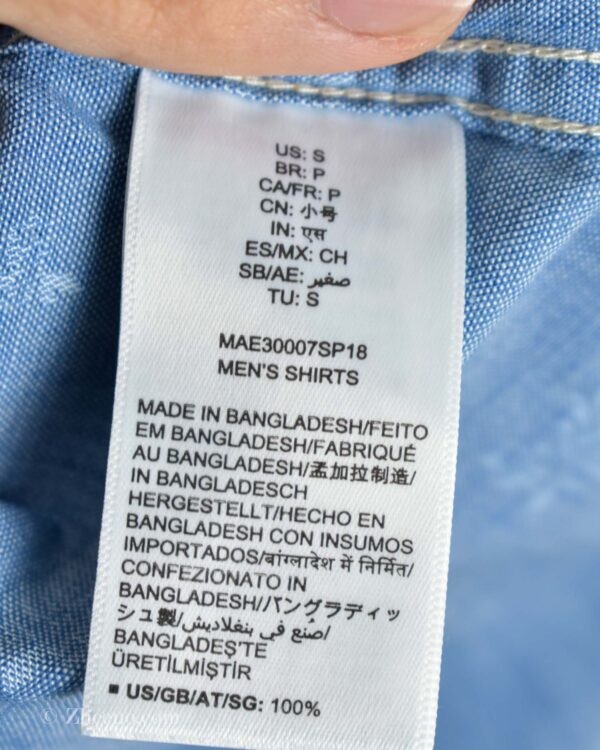 US: S
BR: P
CA/FR: P
CN: 小号
IN: एस
ES/MX: CH
SB/AE: صغير
TU: S
MAE30007SP18
MEN'S SHIRTS
MADE IN BANGLADESH/FEITO
EM BANGLADESH/FABRIQUÉ
AU BANGLADESH/孟加拉制造/
IN BANGLADESCH
HERGESTELLT/HECHO EN
BANGLADESH CON INSUMOS
IMPORTADOS/बांग्लादेश में निर्मित/
CONFEZIONATO IN
BANGLADESH/バングラディッ
シュ製/صنع في بنغلاديش/
BANGLADEŞ'TE
ÜRETİLMİŞTİR
■ US/GB/AT/SG: 100%